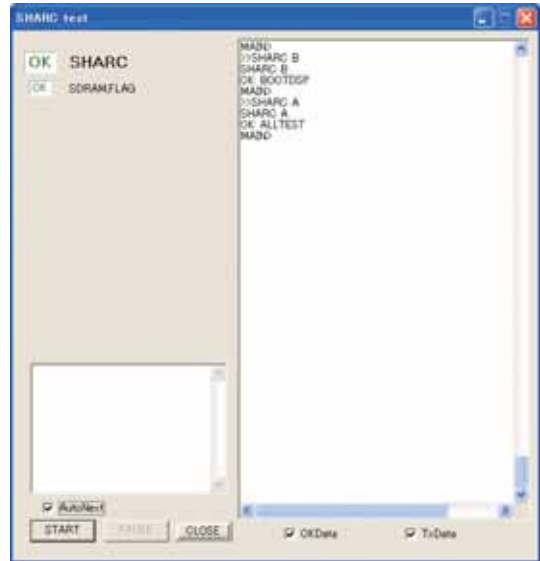 SHARC test
OK SHARC
OK SDRAM,FLAG
MAIN>
>>SHARC B
SHARC B
OK BOOTDSP
MAIN>
>>SHARC A
SHARC A
OK ALLTEST
MAIN>
AutoNext
START PAUSE CLOSE
OKData TxData